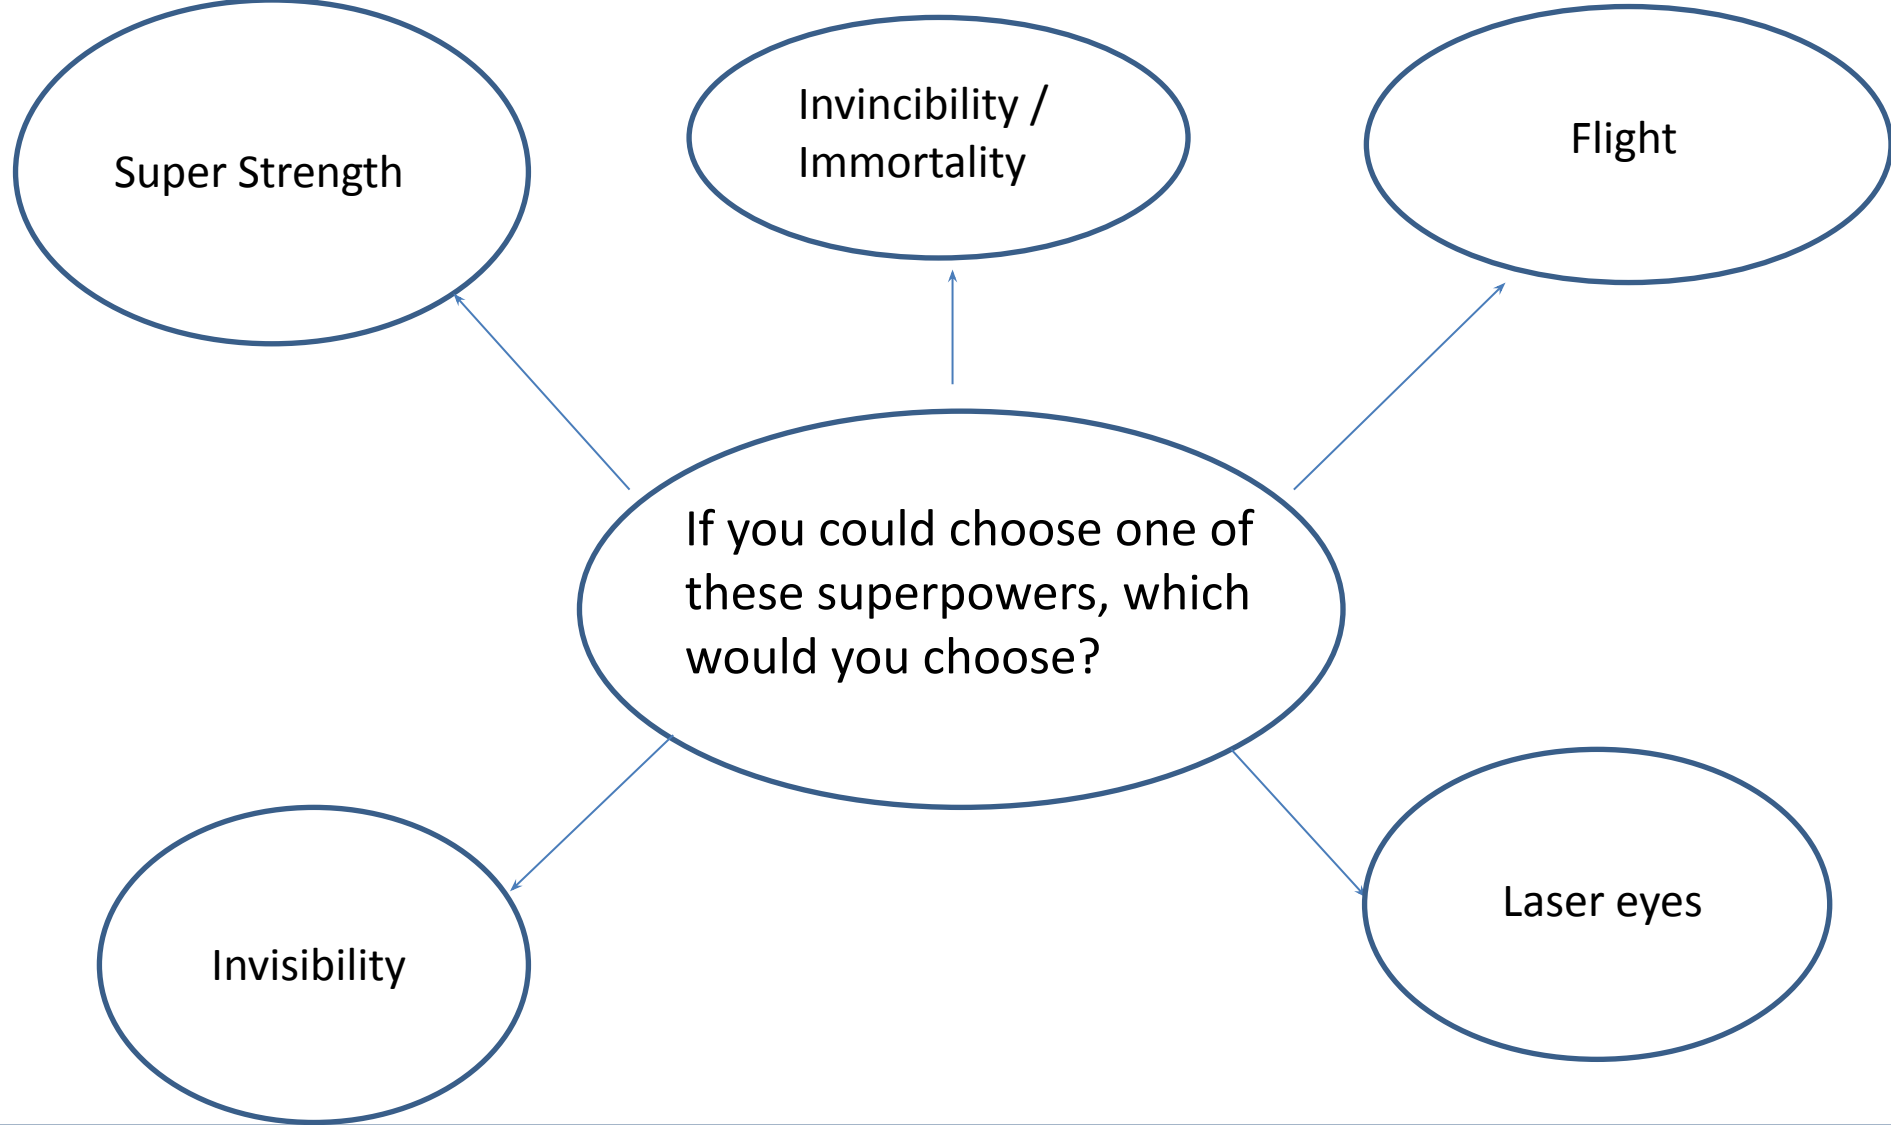 Super Strength
Invincibility /
Immortality
Flight
If you could choose one of
these superpowers, which
would you choose?
Invisibility
Laser eyes